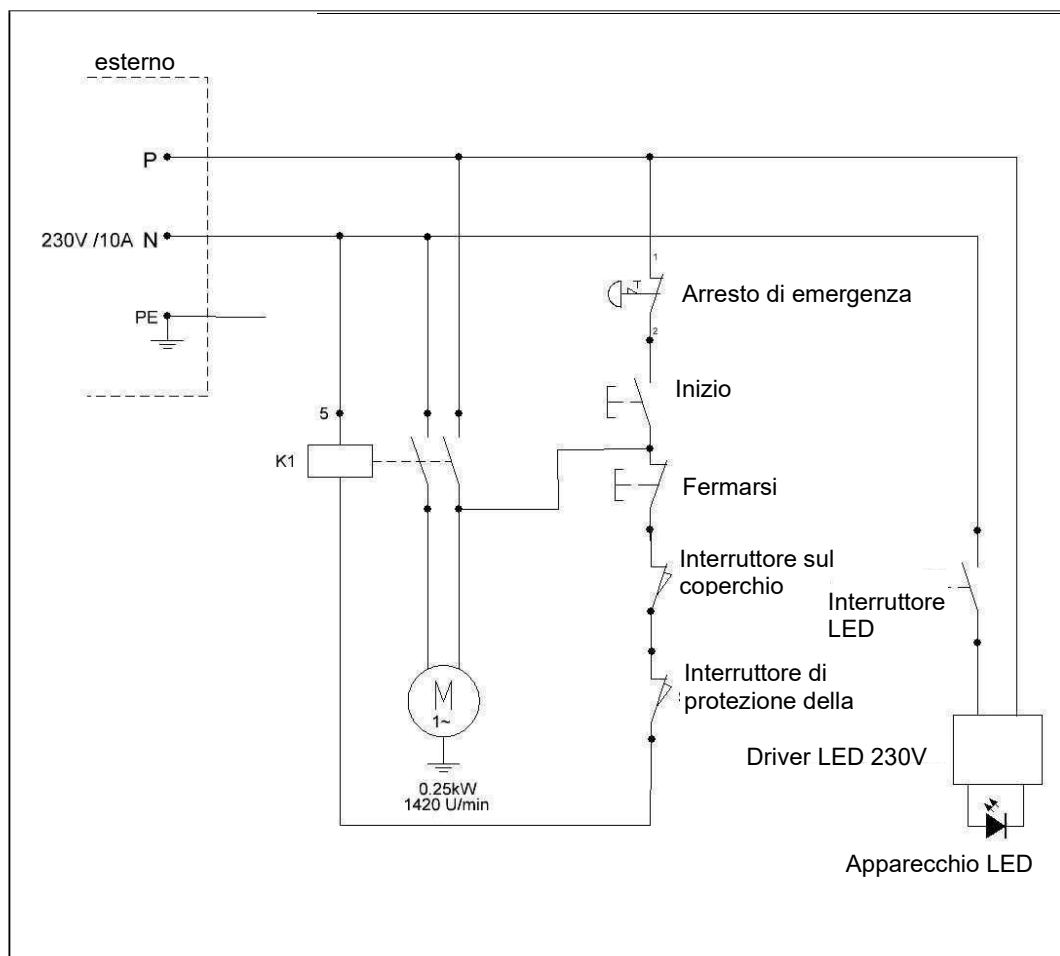 esterno
P
230V /10A N
PE
1
Arresto di emergenza
2
Inizio
5
K1
Fermarsi
Interruttore sul
coperchio
Interruttore
LED
Interruttore di
protezione della
M
1~
Driver LED 230V
0.25kW
1420 U/min
Apparecchio LED